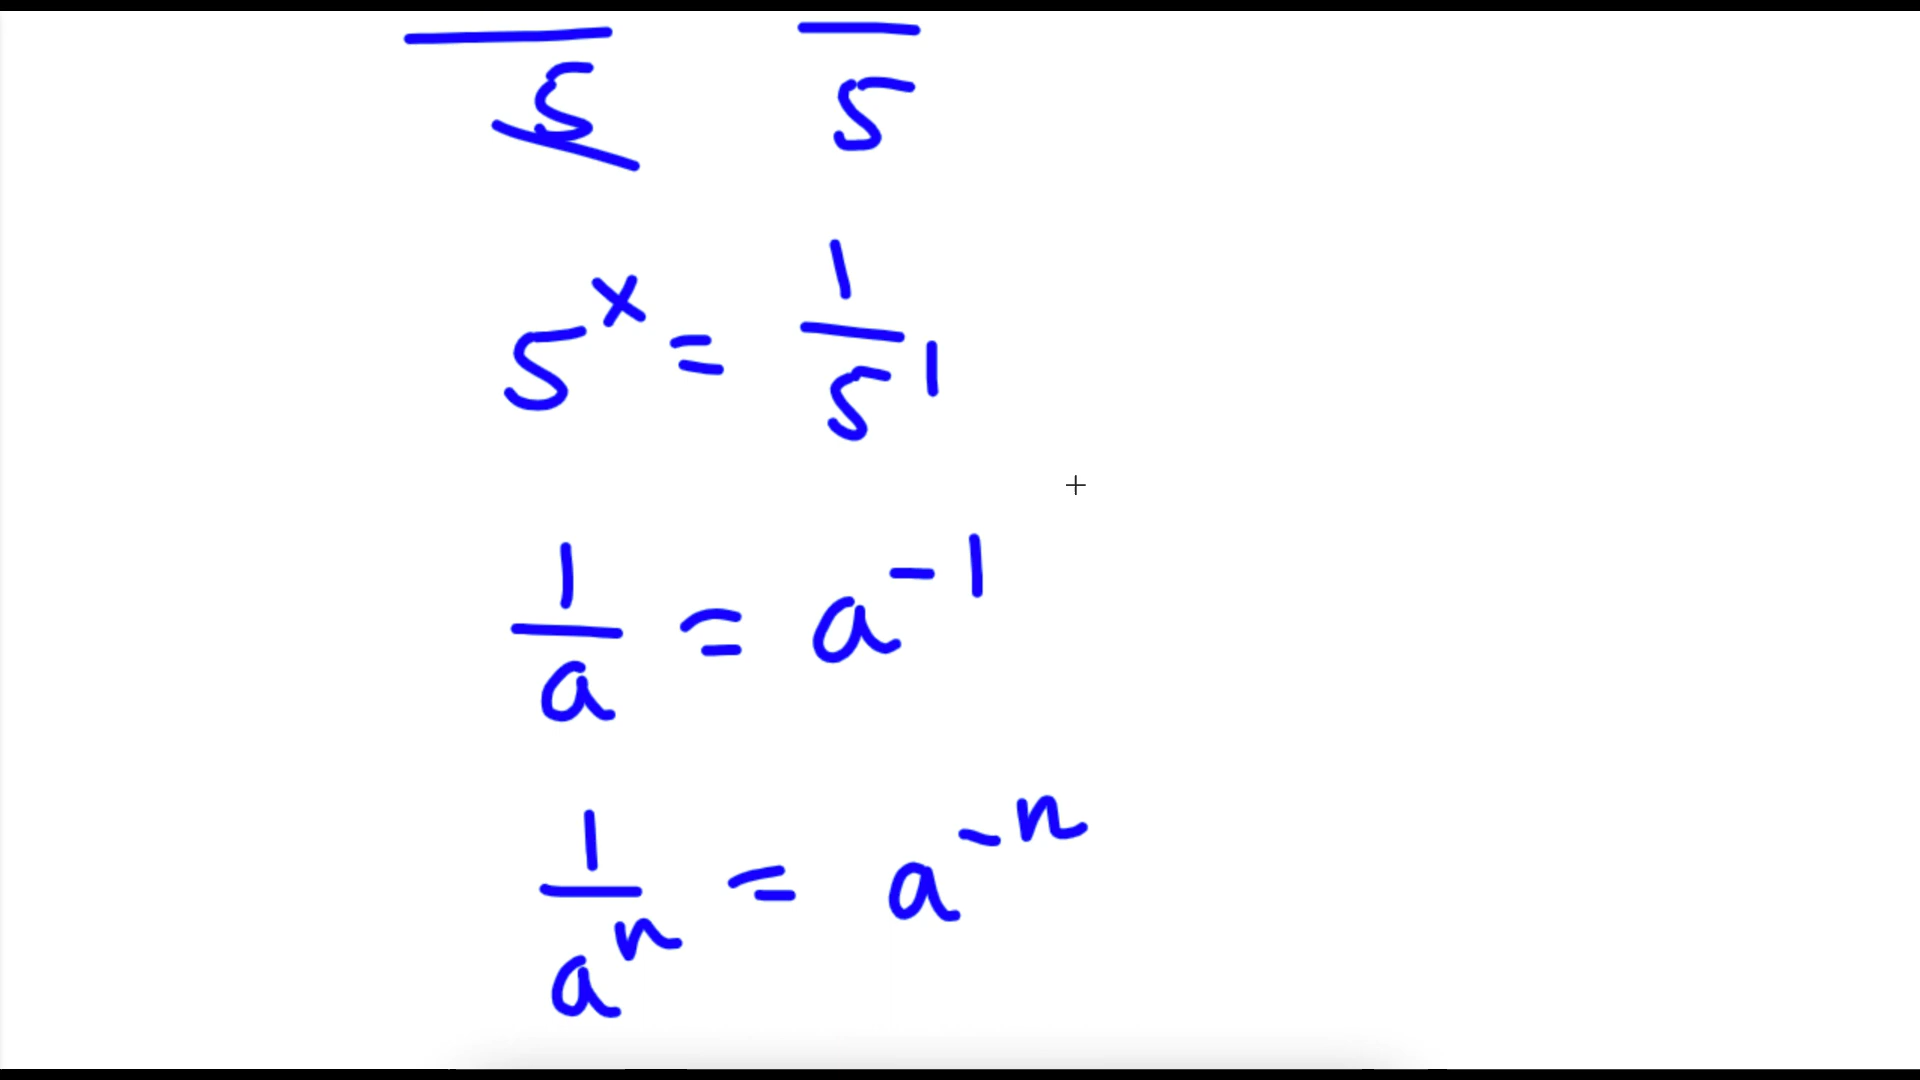 5 5
5^x = 1/5^1
1/a = a^-1
1/a^n = a^-n